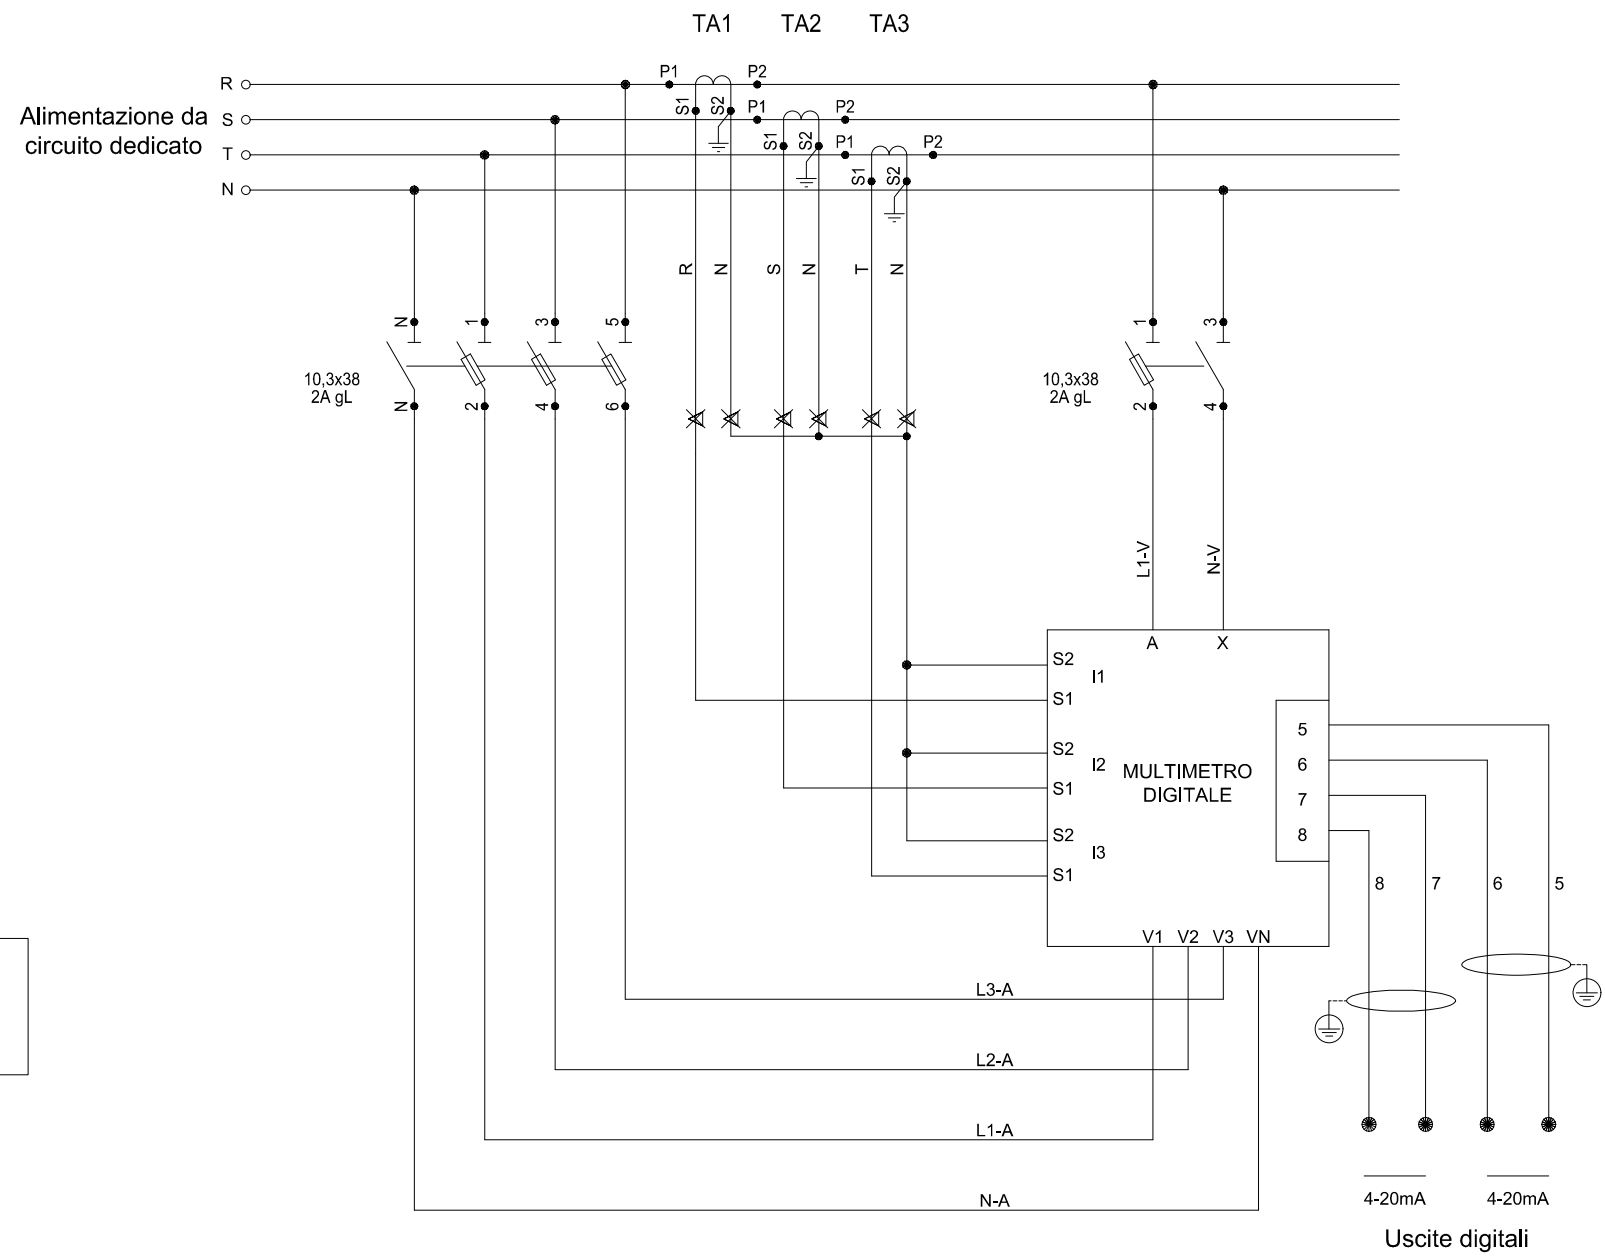 TA1 TA2 TA3
R P1 P2
Alimentazione da
circuito dedicato
S S1 S2 P1 P2
T S1 S2 P1 P2
N S1 S2
R N S N T N
N 1 3 5 1 3
10,3x38
2A gL
10,3x38
2A gL
N 2 4 6 2 4
L1-V N-V
A X
S2
I1
S1
S2
I2
S1
S2
I3
S1
MULTIMETRO
DIGITALE
5
6
7
8
8 7 6 5
V1 V2 V3 VN
L3-A
L2-A
L1-A
N-A
4-20mA 4-20mA
Uscite digitali